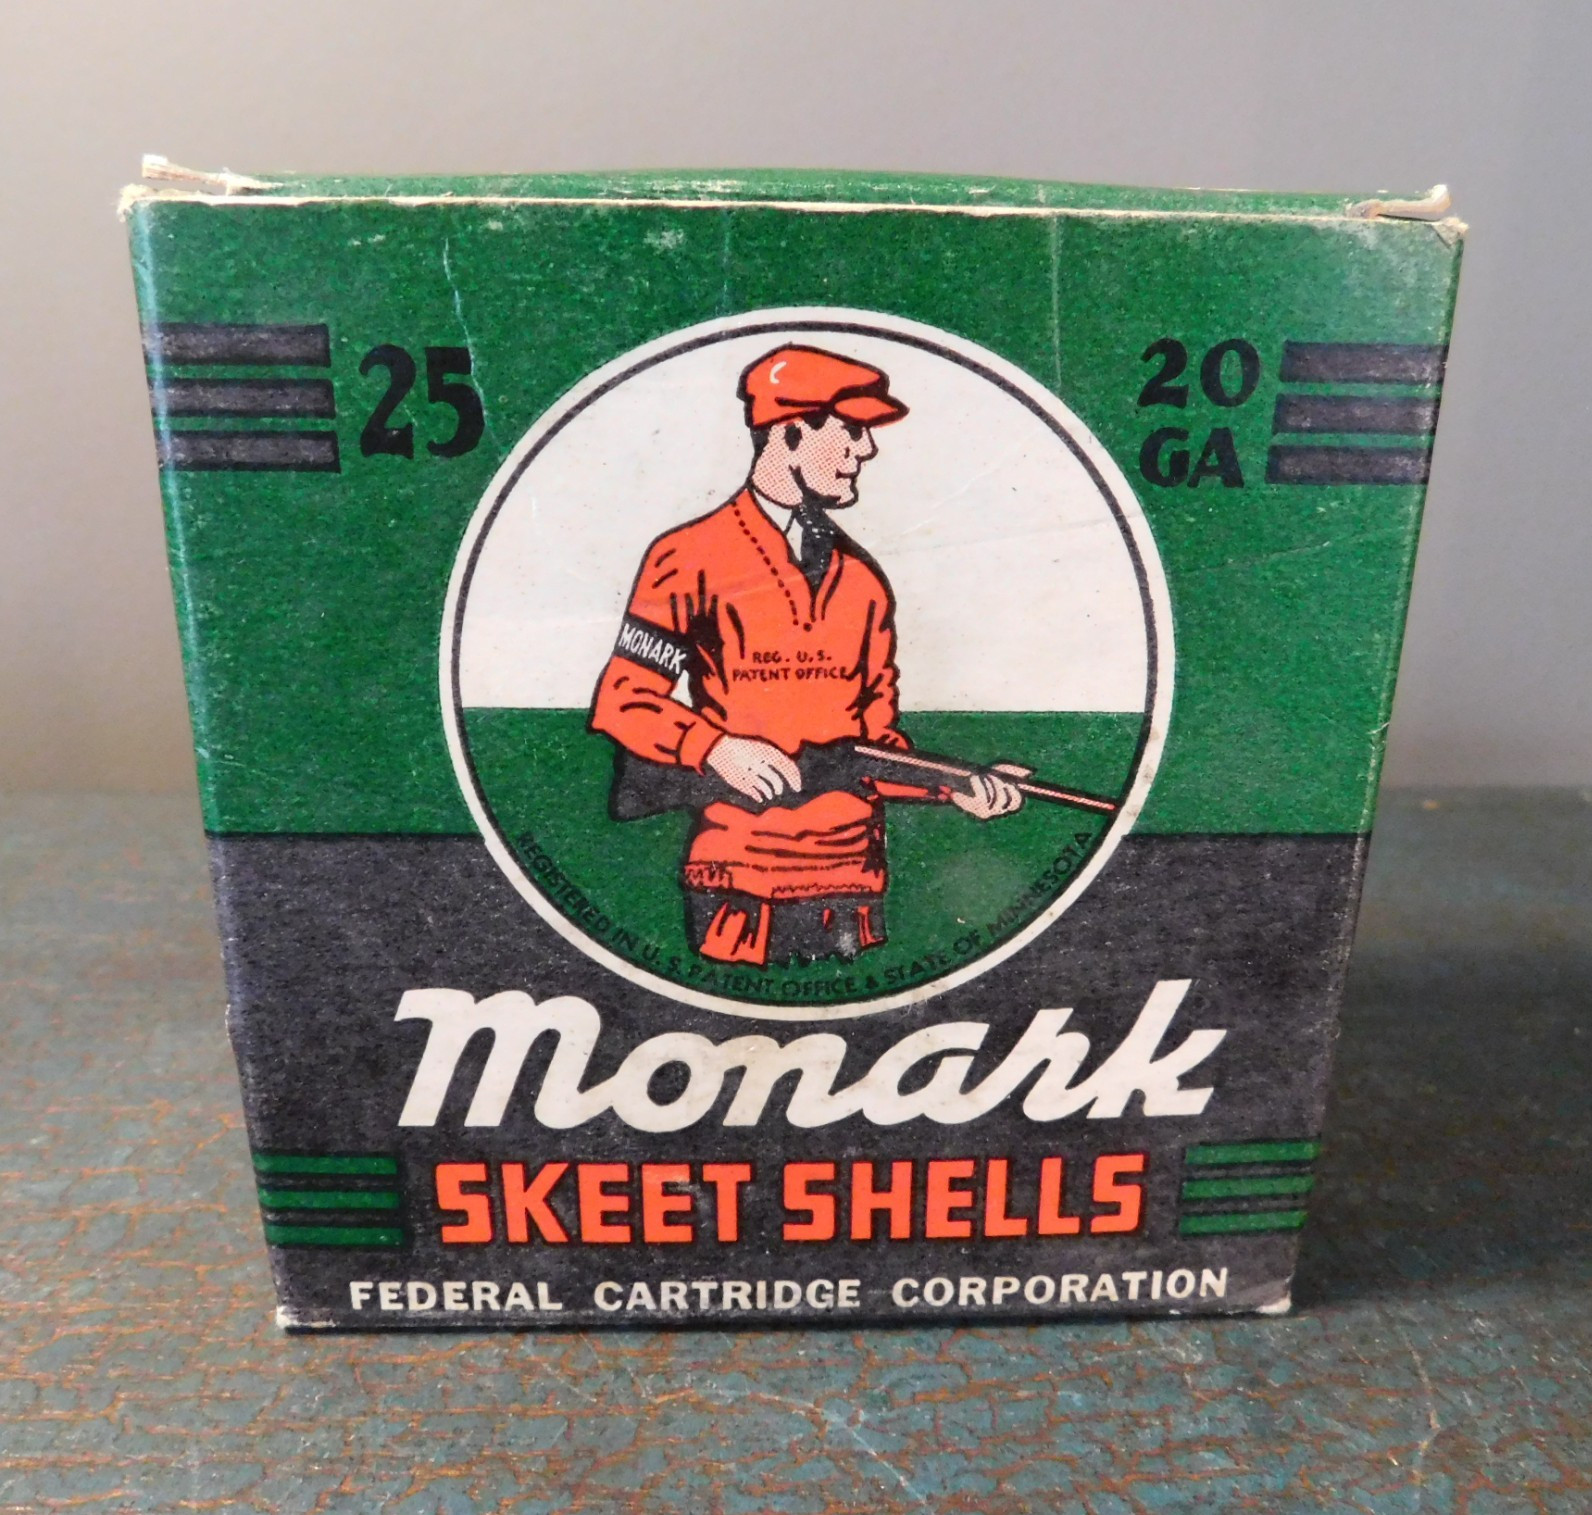 25
20
GA
MONARK
REG. U.S.
PATENT OFFICE
REGISTERED IN U. S. PATENT OFFICE & STATE OF MINNESOTA
Monark
SKEET SHELLS
FEDERAL CARTRIDGE CORPORATION